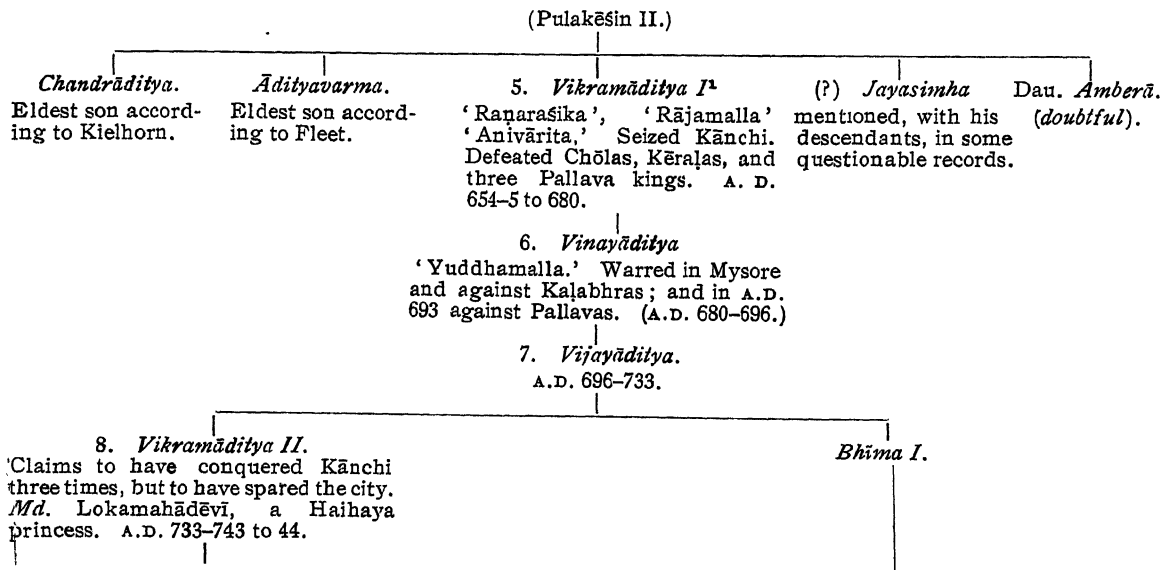 (Pulakēśin II.)
Chandrāditya.
Eldest son accord-
ing to Kielhorn.
Ādityavarma.
Eldest son accord-
ing to Fleet.
5. Vikramāditya I¹
‘Raṇaraśika’, ‘Rājamalla’
‘Anivārita,’ Seized Kānchi.
Defeated Chōlas, Kēraḷas, and
three Pallava kings. A. D.
654–5 to 680.
(?) Jayasimha
mentioned, with his
descendants, in some
questionable records.
Dau. Amberā.
(doubtful).
6. Vinayāditya
‘Yuddhamalla.’ Warred in Mysore
and against Kaḷabhras; and in A.D.
693 against Pallavas. (A.D. 680–696.)
7. Vijayāditya.
A.D. 696–733.
8. Vikramāditya II.
Claims to have conquered Kānchi
three times, but to have spared the city.
Md. Lokamahādēvī, a Haihaya
princess. A.D. 733–743 to 44.
Bhīma I.